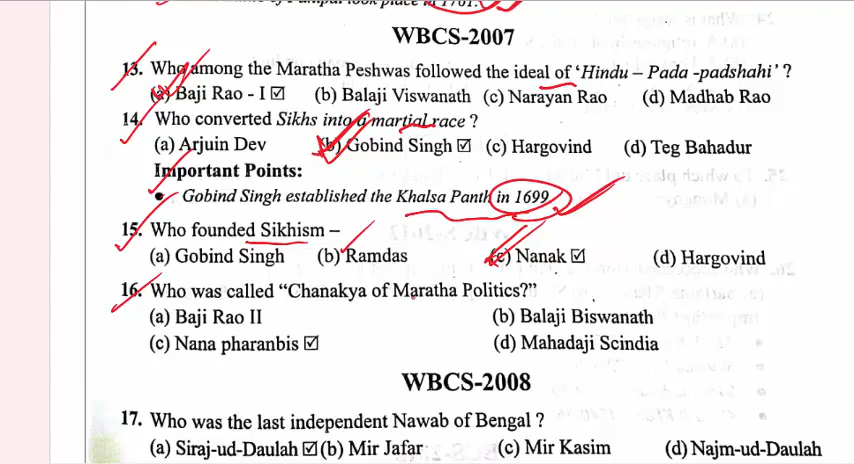 WBCS-2007
13. Who among the Maratha Peshwas followed the ideal of ‘Hindu – Pada -padshahi’ ?
(a) Baji Rao - I ☑ (b) Balaji Viswanath (c) Narayan Rao (d) Madhab Rao
14. Who converted Sikhs into a martial race ?
(a) Arjuin Dev (b) Gobind Singh ☑ (c) Hargovind (d) Teg Bahadur
Important Points:
• Gobind Singh established the Khalsa Panth in 1699
15. Who founded Sikhism –
(a) Gobind Singh (b) Ramdas (c) Nanak ☑ (d) Hargovind
16. Who was called “Chanakya of Maratha Politics?”
(a) Baji Rao II (b) Balaji Biswanath
(c) Nana pharanbis ☑ (d) Mahadaji Scindia
WBCS-2008
17. Who was the last independent Nawab of Bengal ?
(a) Siraj-ud-Daulah ☑ (b) Mir Jafar (c) Mir Kasim (d) Najm-ud-Daulah